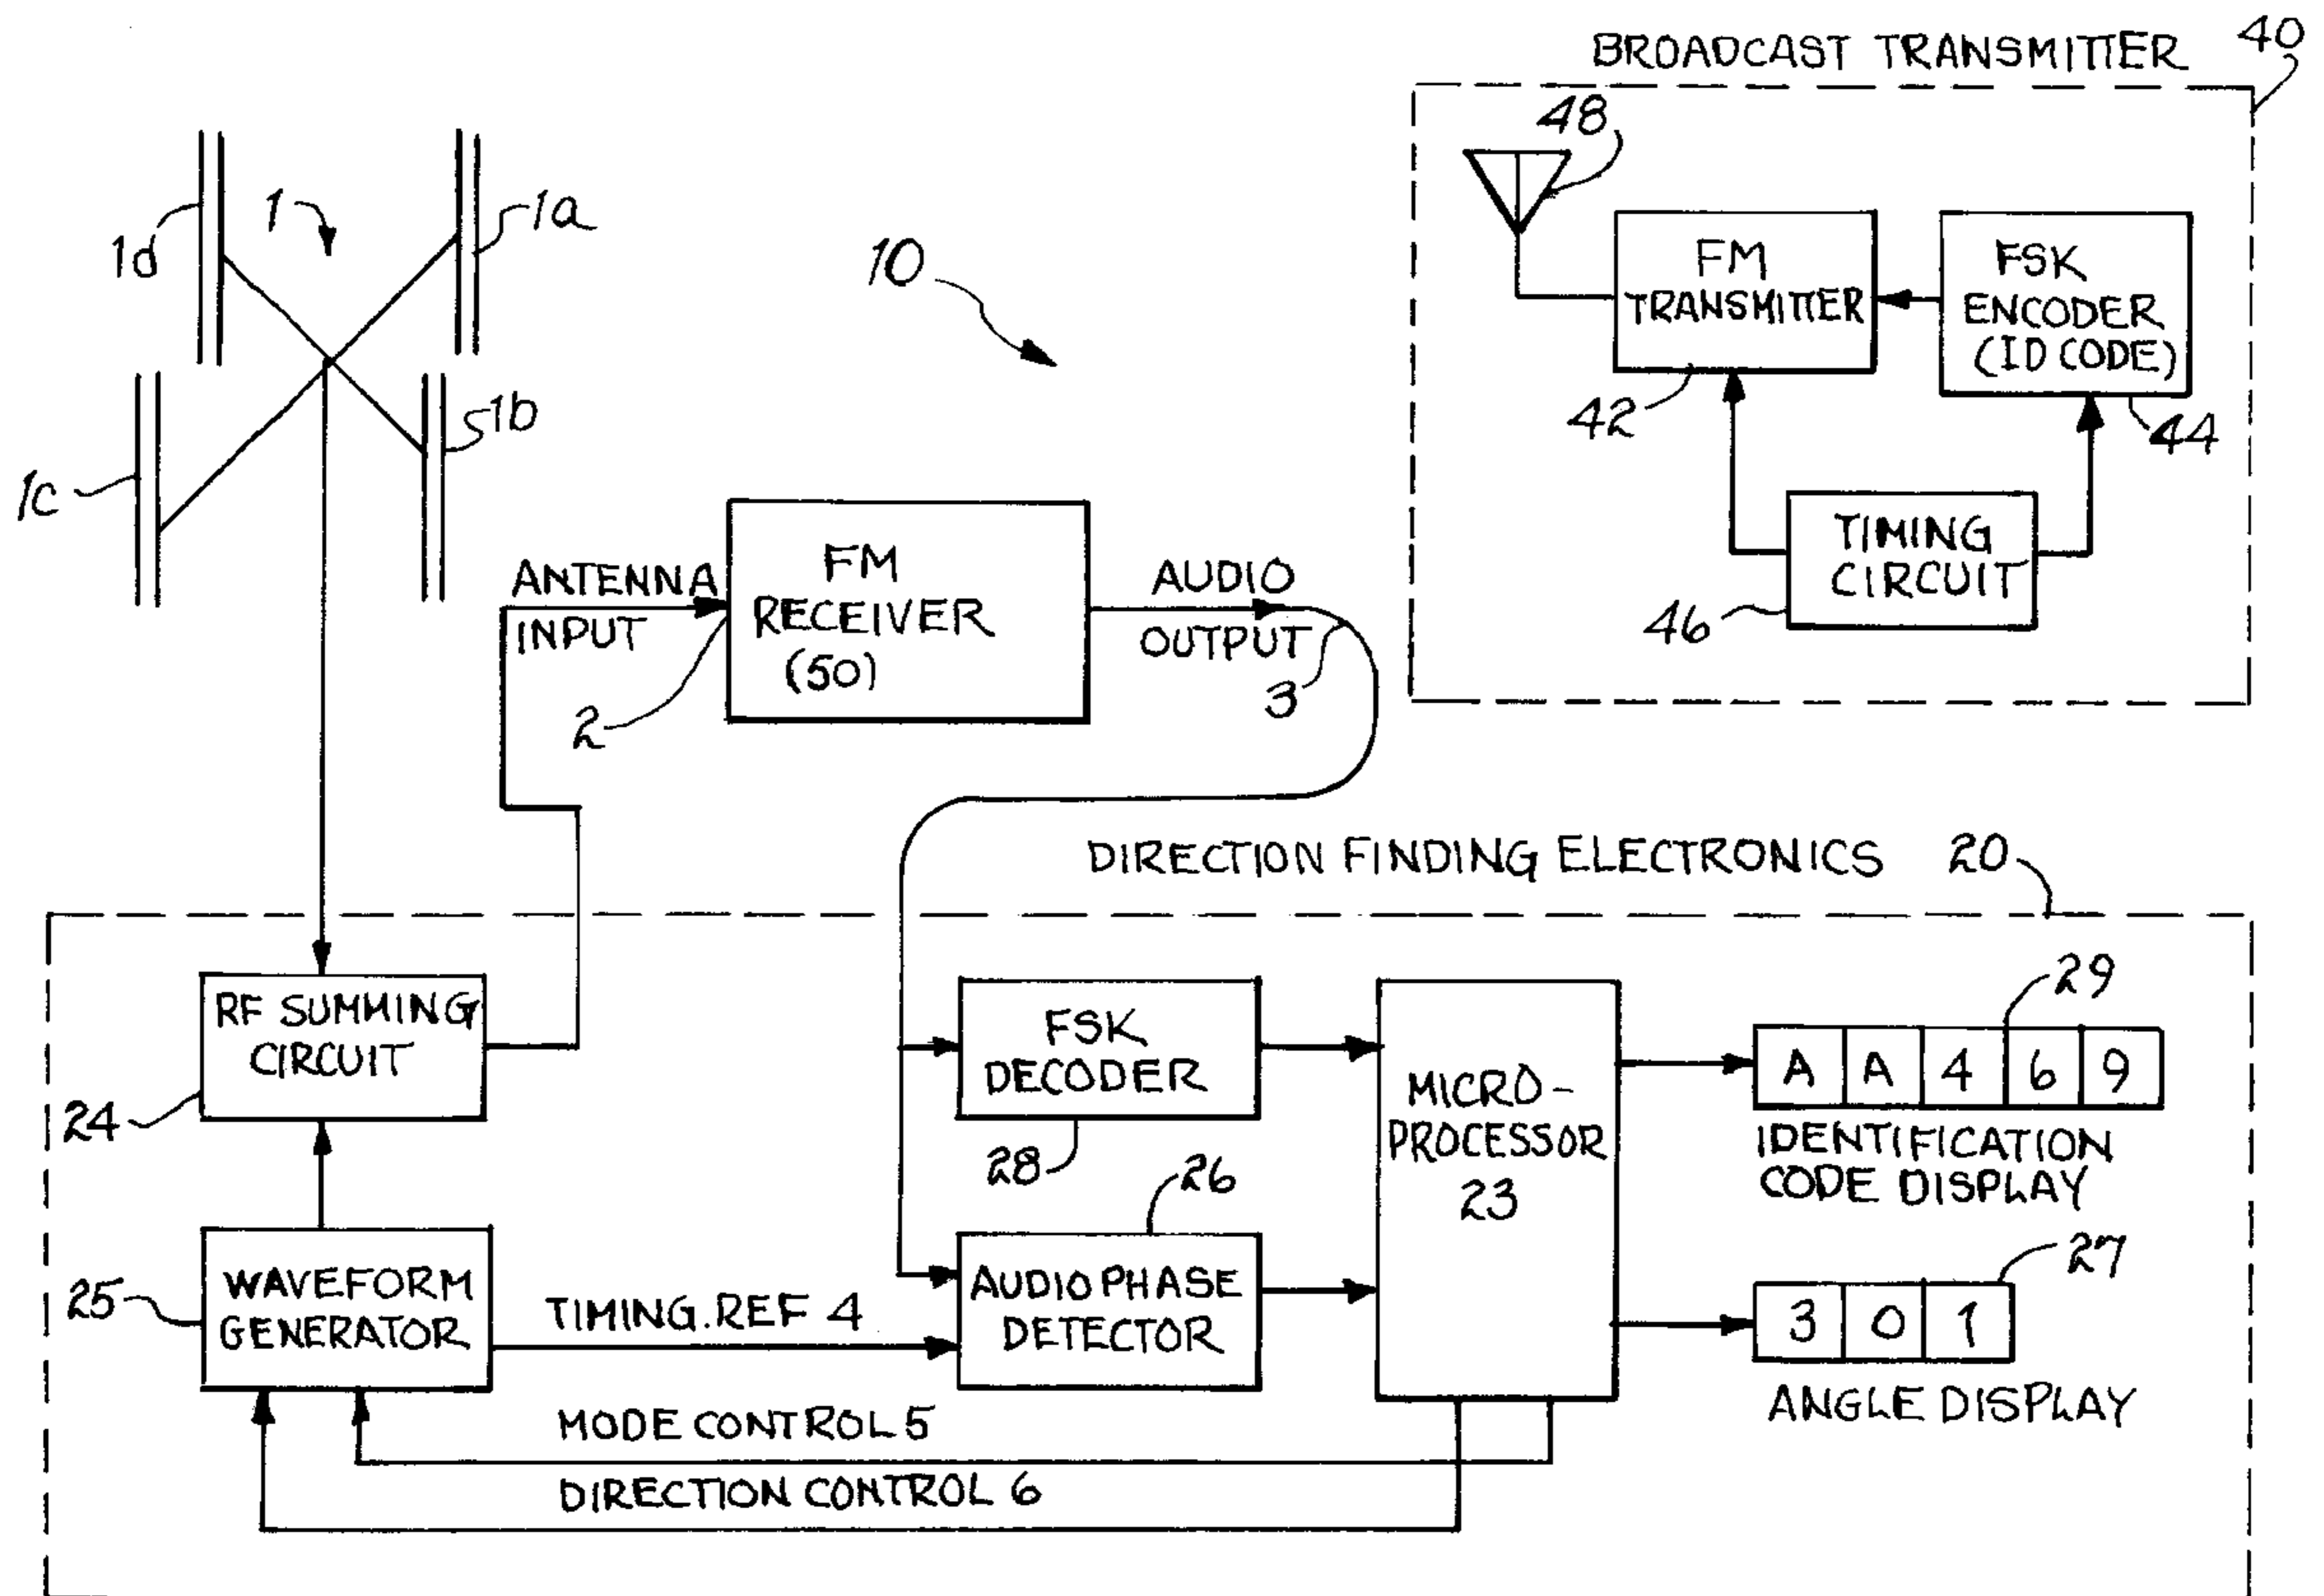 BROADCAST TRANSMITTER
40
48
1
1a
1d
10
FM
TRANSMITTER
FSK
ENCODER
(ID CODE)
1b
42
44
1c
TIMING
CIRCUIT
46
ANTENNA
INPUT
FM
RECEIVER
(50)
AUDIO
OUTPUT
2
3
DIRECTION FINDING ELECTRONICS
20
RF SUMMING
CIRCUIT
24
FSK
DECODER
28
MICRO-
PROCESSOR
23
29
A A 4 6 9
IDENTIFICATION
CODE DISPLAY
26
27
WAVEFORM
GENERATOR
25
TIMING.REF 4
AUDIO PHASE
DETECTOR
3 0 1
ANGLE DISPLAY
MODE CONTROL 5
DIRECTION CONTROL 6